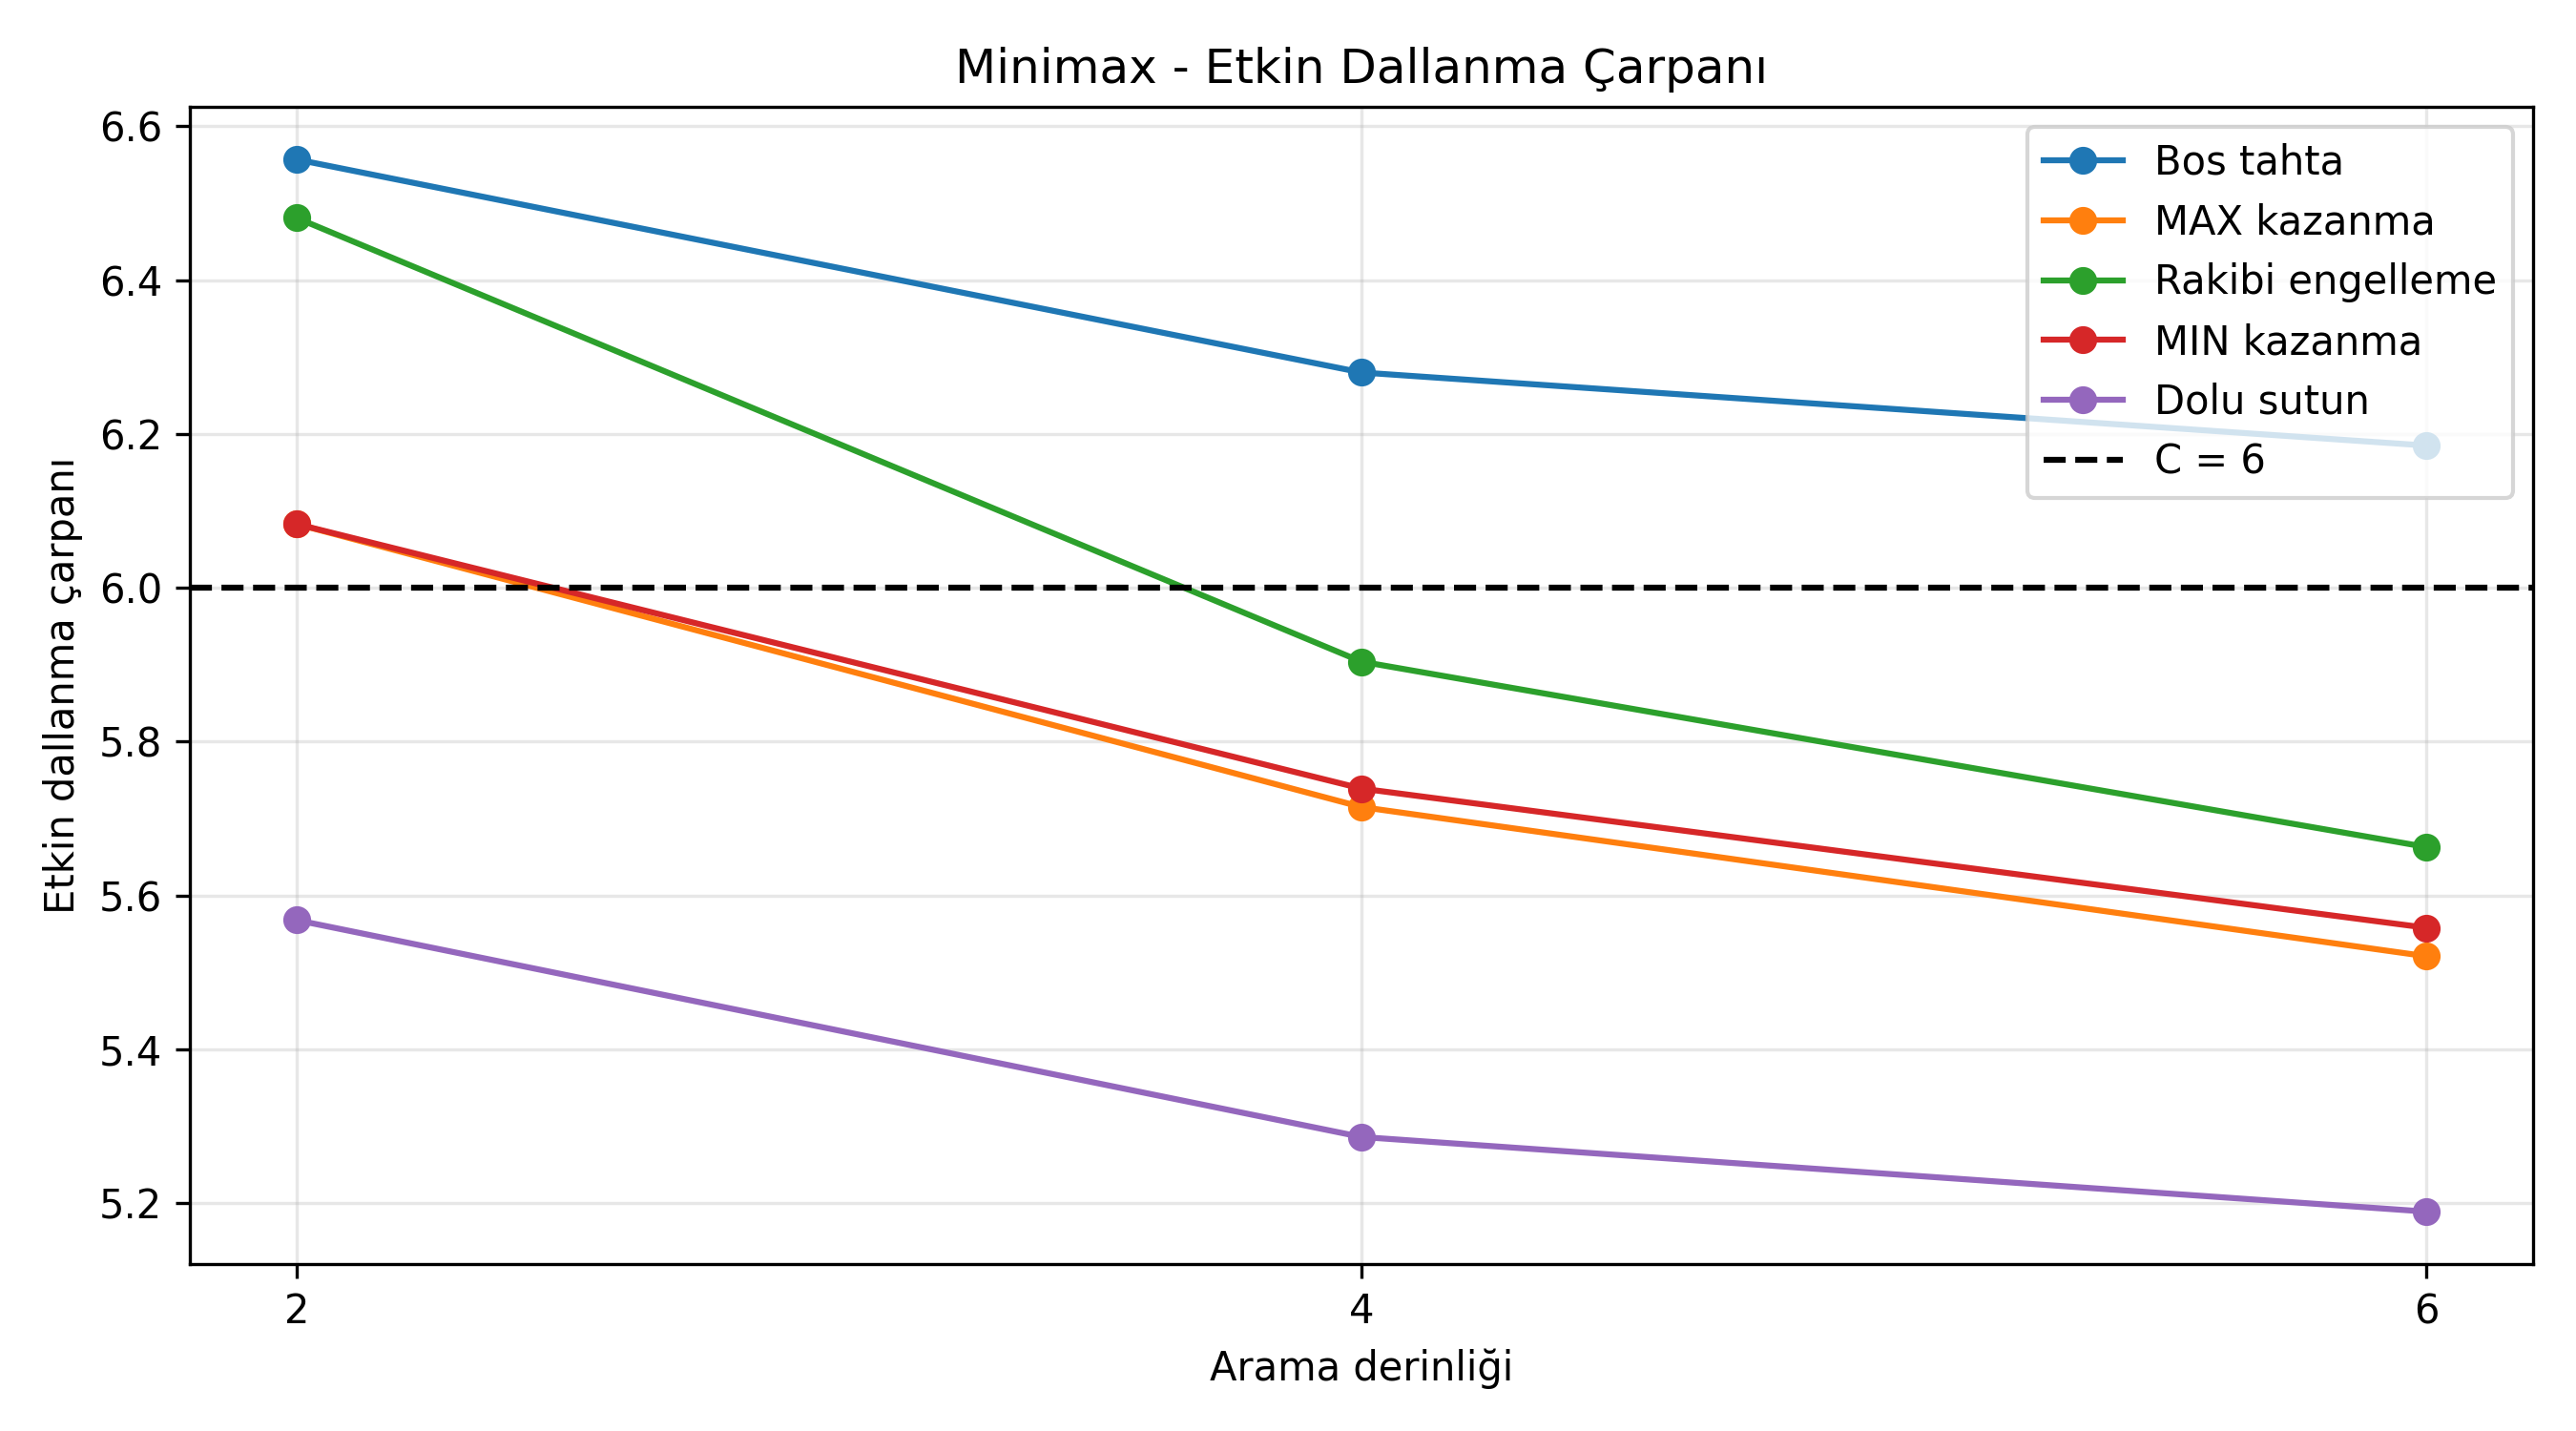 Minimax - Etkin Dallanma Çarpanı
Etkin dallanma çarpanı
6.6
6.4
6.2
6.0
5.8
5.6
5.4
5.2
Bos tahta
MAX kazanma
Rakibi engelleme
MIN kazanma
Dolu sutun
C = 6
2
4
6
Arama derinliği